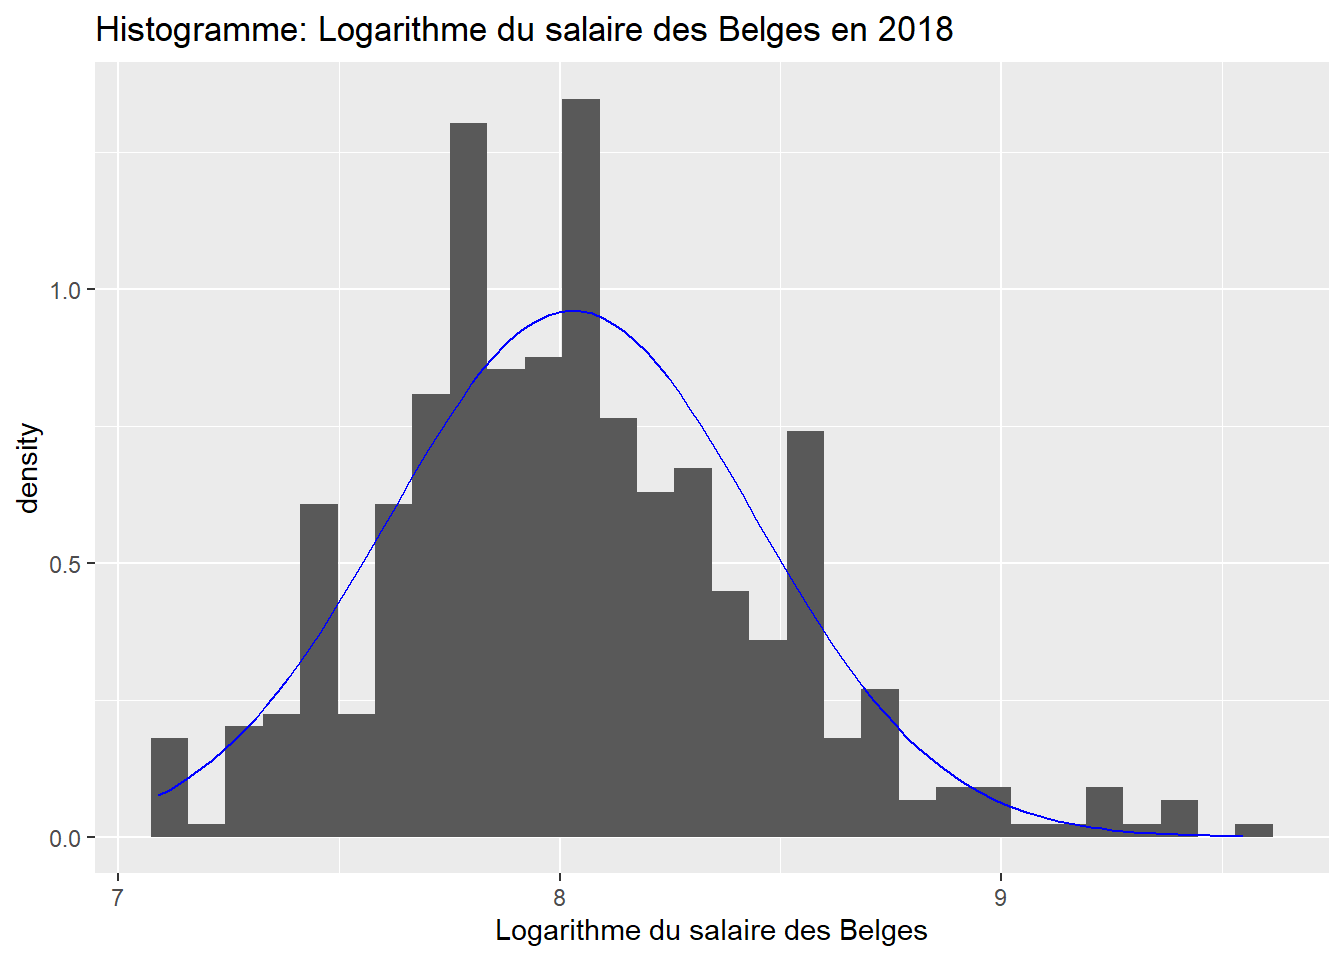 Histogramme: Logarithme du salaire des Belges en 2018
1.0
0.5
0.0
density
7 8 9
Logarithme du salaire des Belges